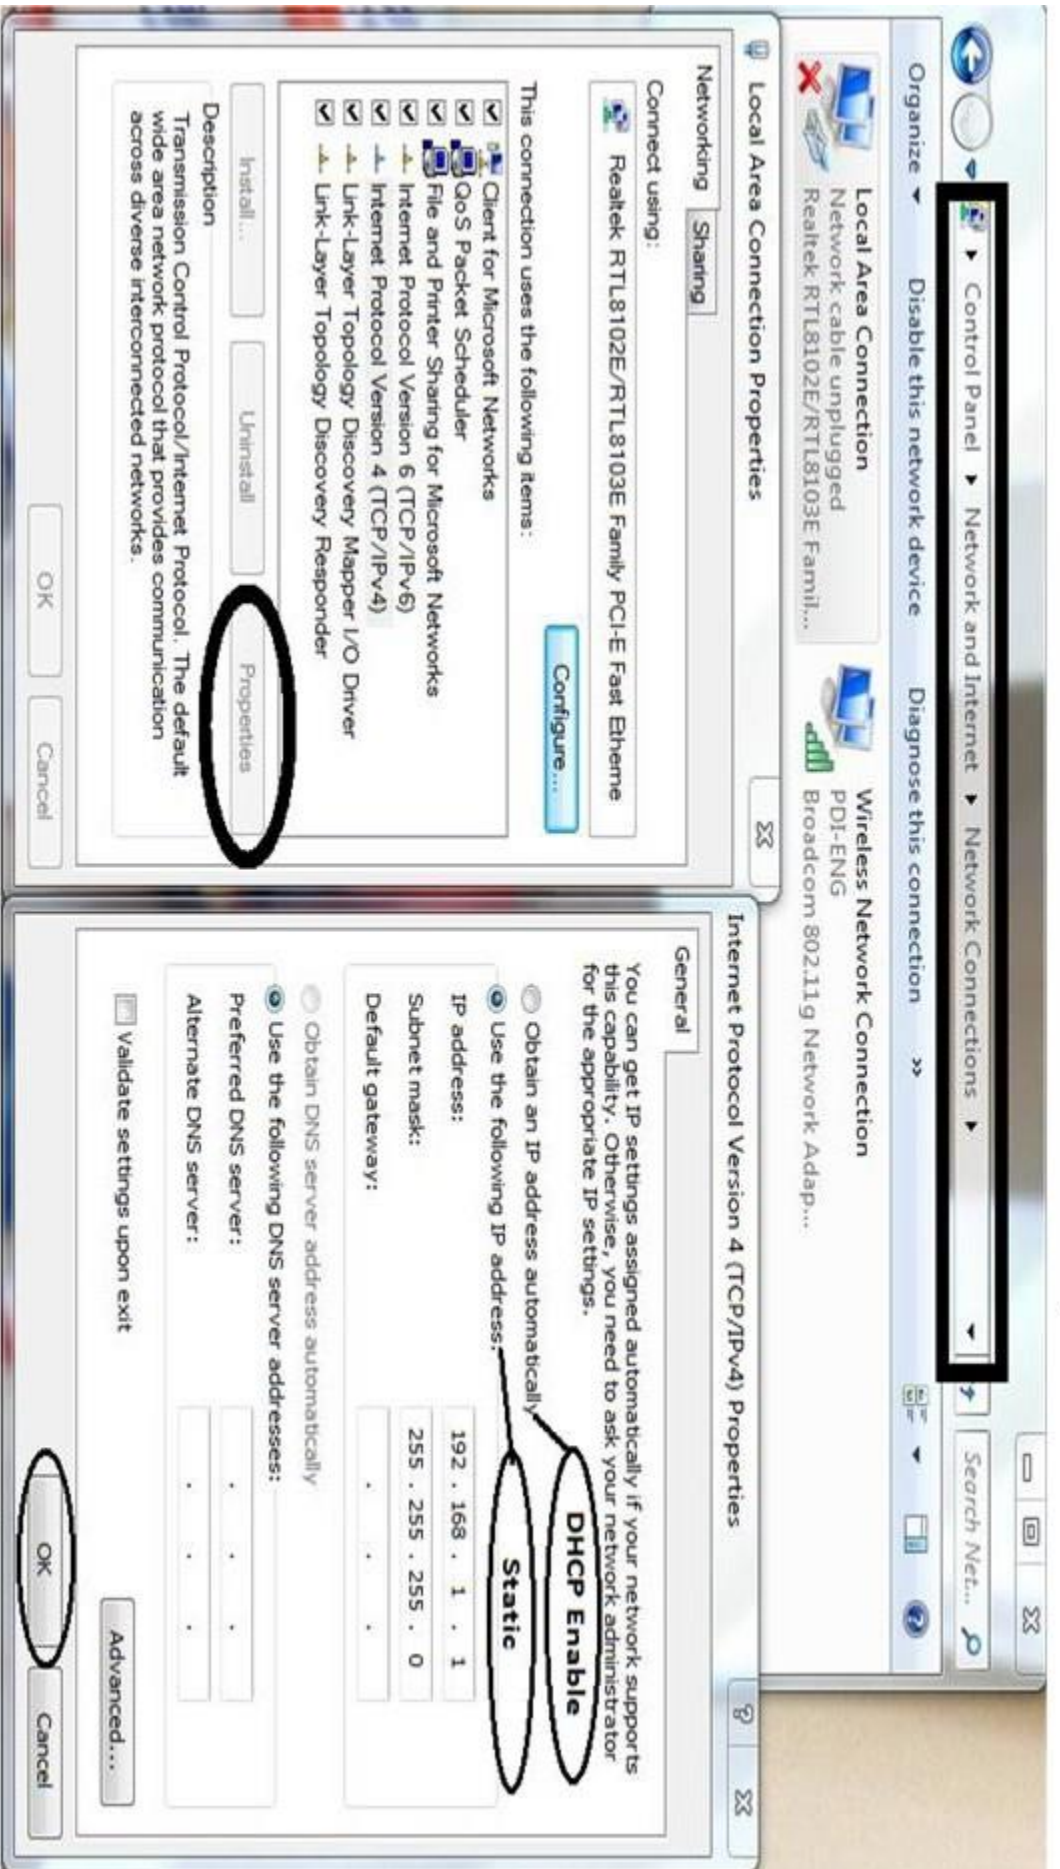 Control Panel ▸ Network and Internet ▸ Network Connections ▸
Search Net...
Organize ▾ Disable this network device Diagnose this connection »
Local Area Connection
Network cable unplugged
Realtek RTL8102E/RTL8103E Famil...
Wireless Network Connection
PDI-ENG
Broadcom 802.11g Network Adap...
Local Area Connection Properties
Networking Sharing
Connect using:
Realtek RTL8102E/RTL8103E Family PCI-E Fast Etherne
Configure...
This connection uses the following items:
Client for Microsoft Networks
QoS Packet Scheduler
File and Printer Sharing for Microsoft Networks
Internet Protocol Version 6 (TCP/IPv6)
Internet Protocol Version 4 (TCP/IPv4)
Link-Layer Topology Discovery Mapper I/O Driver
Link-Layer Topology Discovery Responder
Install... Uninstall Properties
Description
Transmission Control Protocol/Internet Protocol. The default
wide area network protocol that provides communication
across diverse interconnected networks.
OK Cancel
Internet Protocol Version 4 (TCP/IPv4) Properties
General
You can get IP settings assigned automatically if your network supports
this capability. Otherwise, you need to ask your network administrator
for the appropriate IP settings.
DHCP Enable
Obtain an IP address automatically
Static
Use the following IP address:
IP address: 192 . 168 . 1 . 1
Subnet mask: 255 . 255 . 255 . 0
Default gateway: . . .
Obtain DNS server address automatically
Use the following DNS server addresses:
Preferred DNS server: . . .
Alternate DNS server: . . .
Validate settings upon exit
Advanced...
OK Cancel